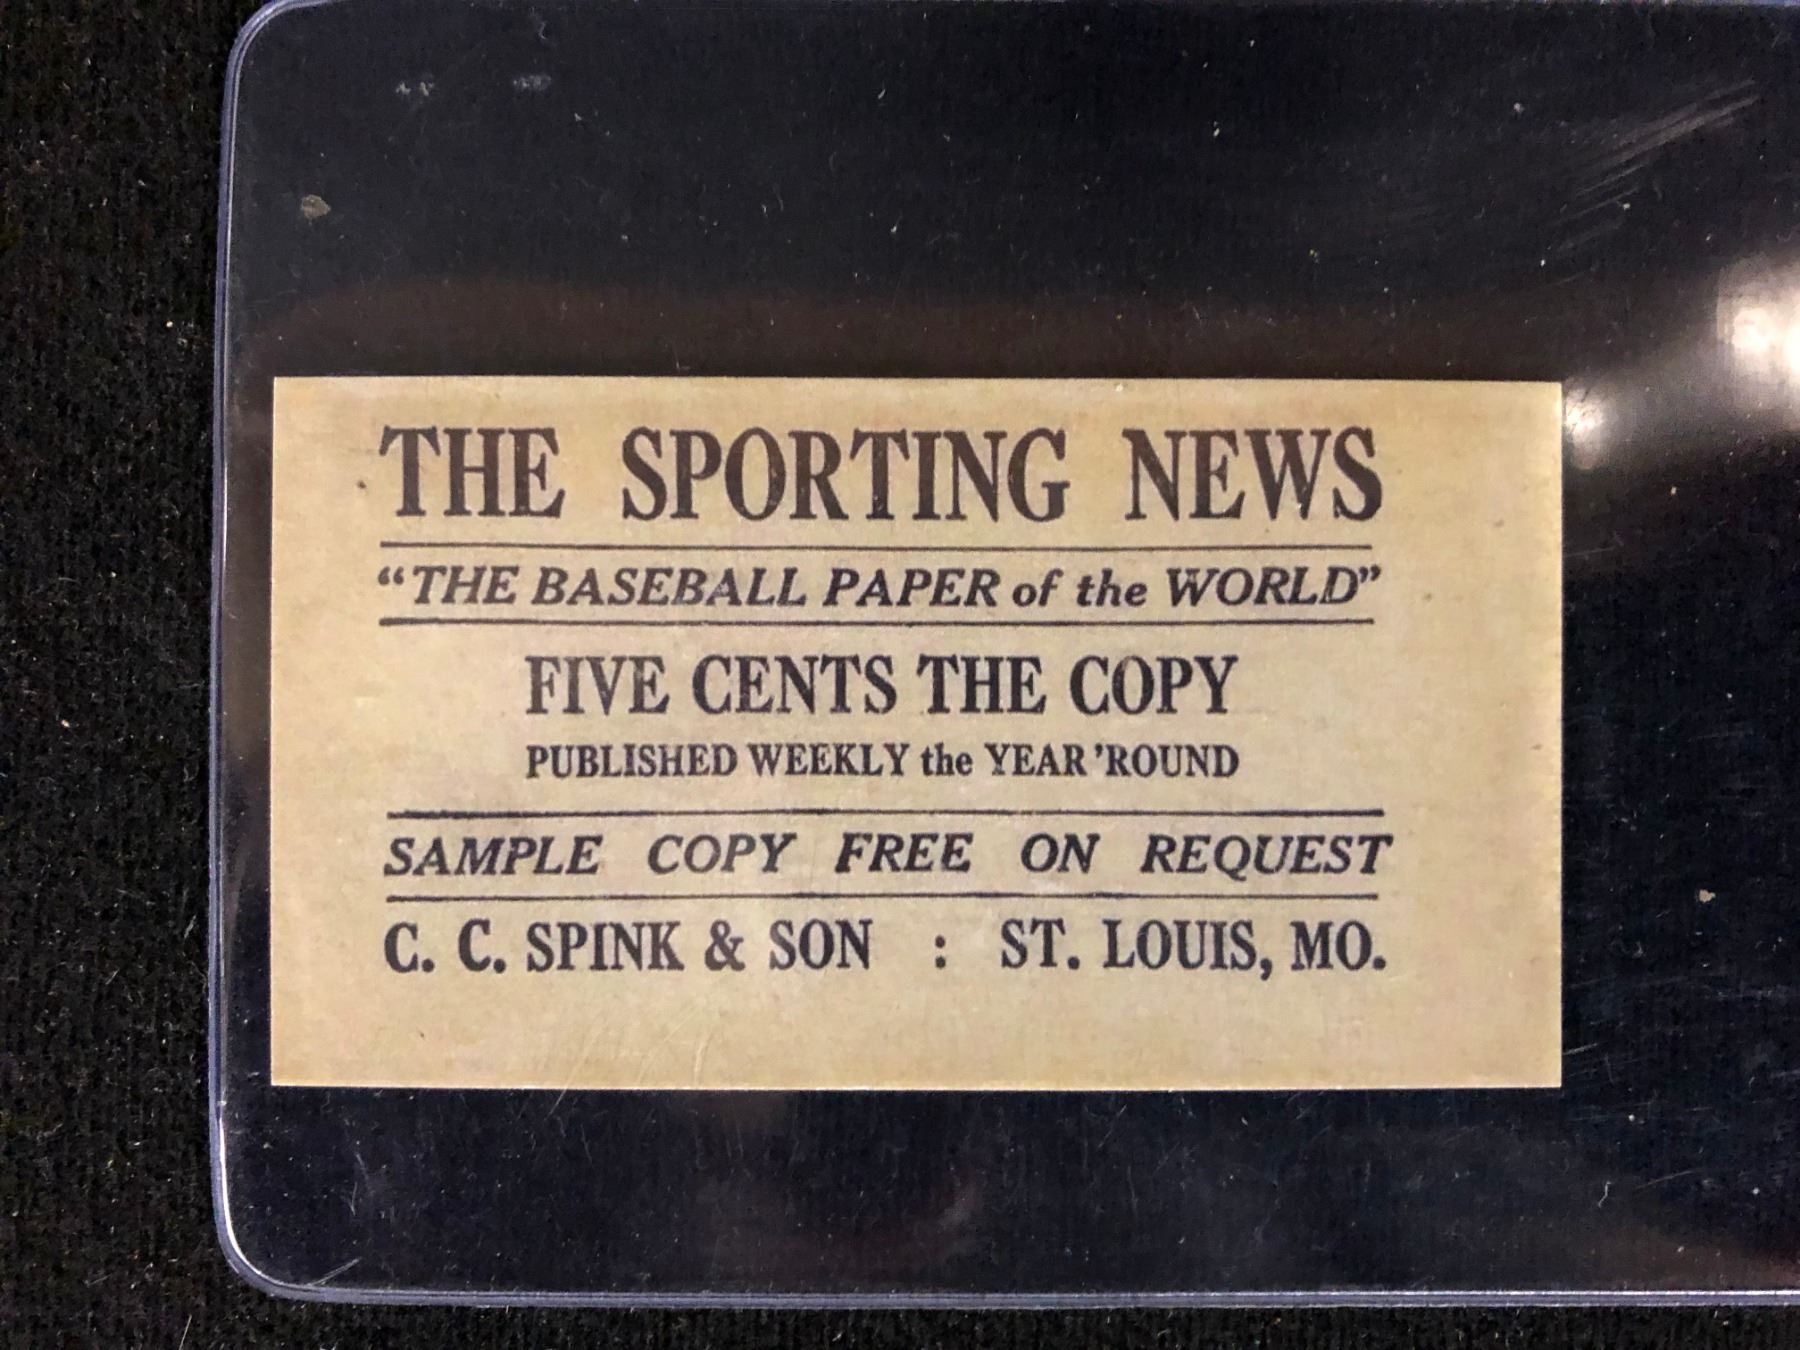 THE SPORTING NEWS
“THE BASEBALL PAPER of the WORLD”
FIVE CENTS THE COPY
PUBLISHED WEEKLY the YEAR ’ROUND
SAMPLE COPY FREE ON REQUEST
C. C. SPINK & SON : ST. LOUIS, MO.